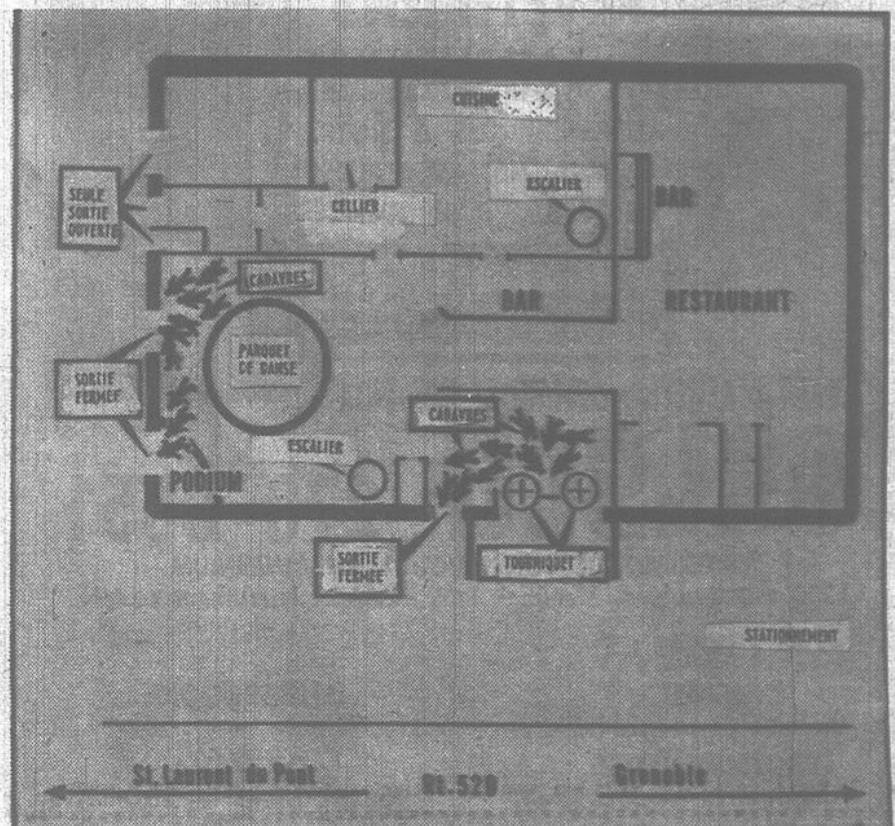 CUISINE
SEULE
SORTIE
OUVERTE
CELLIER
ESCALIER
BAR
CADAVRES
BAR
RESTAURANT
PARQUET
DE DANSE
SORTIE
FERMEE
CADAVRES
ESCALIER
PODIUM
SORTIE
FERMEE
TOURNIQUET
STATIONNEMENT
St. Laurent du Pont
Rt. 520
Grenoble